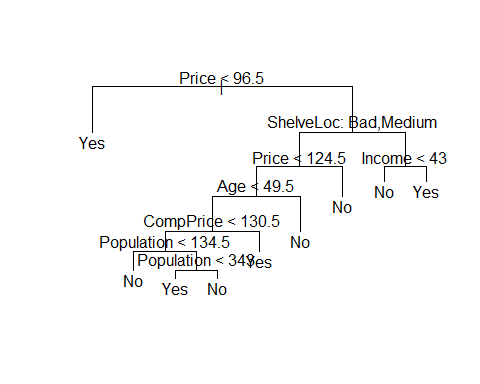 Price < 96.5
Yes
ShelveLoc: Bad,Medium
Price < 124.5
Income < 43
No
Yes
Age < 49.5
No
CompPrice < 130.5
No
Population < 134.5
Yes
Population < 343
No
Yes
No